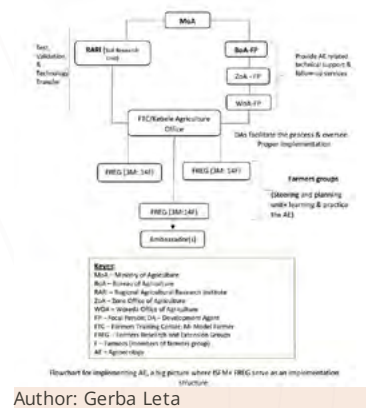 MoA
Test,
Validation,
&
Technology
Transfer
RARI (Soil Research
Unit)
BoA-FP
ZoA - FP
WoA-FP
Provide AE related
technical support &
follow-up services
FTC/Kebele Agriculture
Office
DAs facilitate the process & oversee
Proper implementation
FREG (3M: 14F)
FREG (3M: 14F)
FREG (3M:14F)
Farmers groups
(Steering and planning
unit= learning & practice
the AE)
Ambassador(s)
Keys:
MoA – Ministry of Agriculture
BoA – Bureau of Agriculture
RARI – Regional Agricultural Research Institute
ZoA – Zone Office of Agriculture
WOA – Woreda Office of Agriculture
FP – Focal Person; DA – Development Agent
FTC – Farmers Training Center; M- Model Farmer
FREG – Farmers Research and Extension Groups
F – Farmers (members of farmers group)
AE – Agroecology
Flowchart for implementing AE, a big picture where ISFM+ FREG serve as an implementation
structure
Author: Gerba Leta